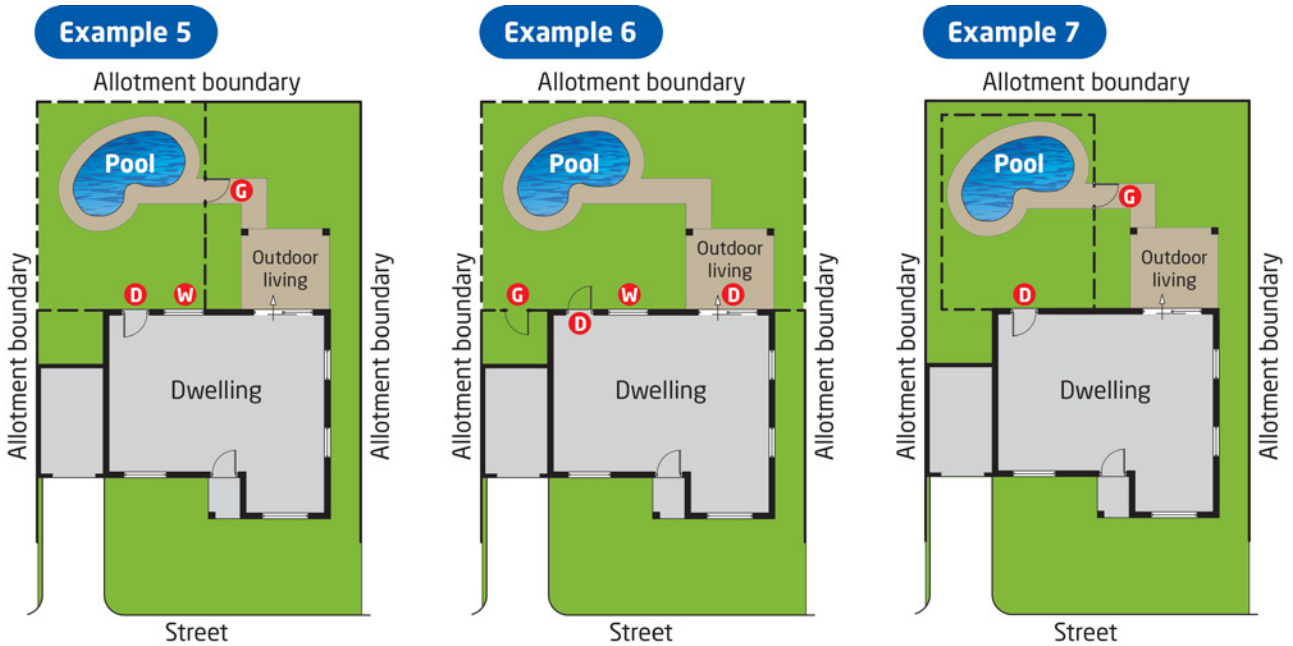 Example 5
Allotment boundary
Pool
G
Outdoor
living
D
W
Allotment boundary
Allotment boundary
Dwelling
Street
Example 6
Allotment boundary
Pool
Outdoor
living
G
W
D
D
Allotment boundary
Allotment boundary
Dwelling
Street
Example 7
Allotment boundary
Pool
G
Outdoor
living
D
Allotment boundary
Allotment boundary
Dwelling
Street